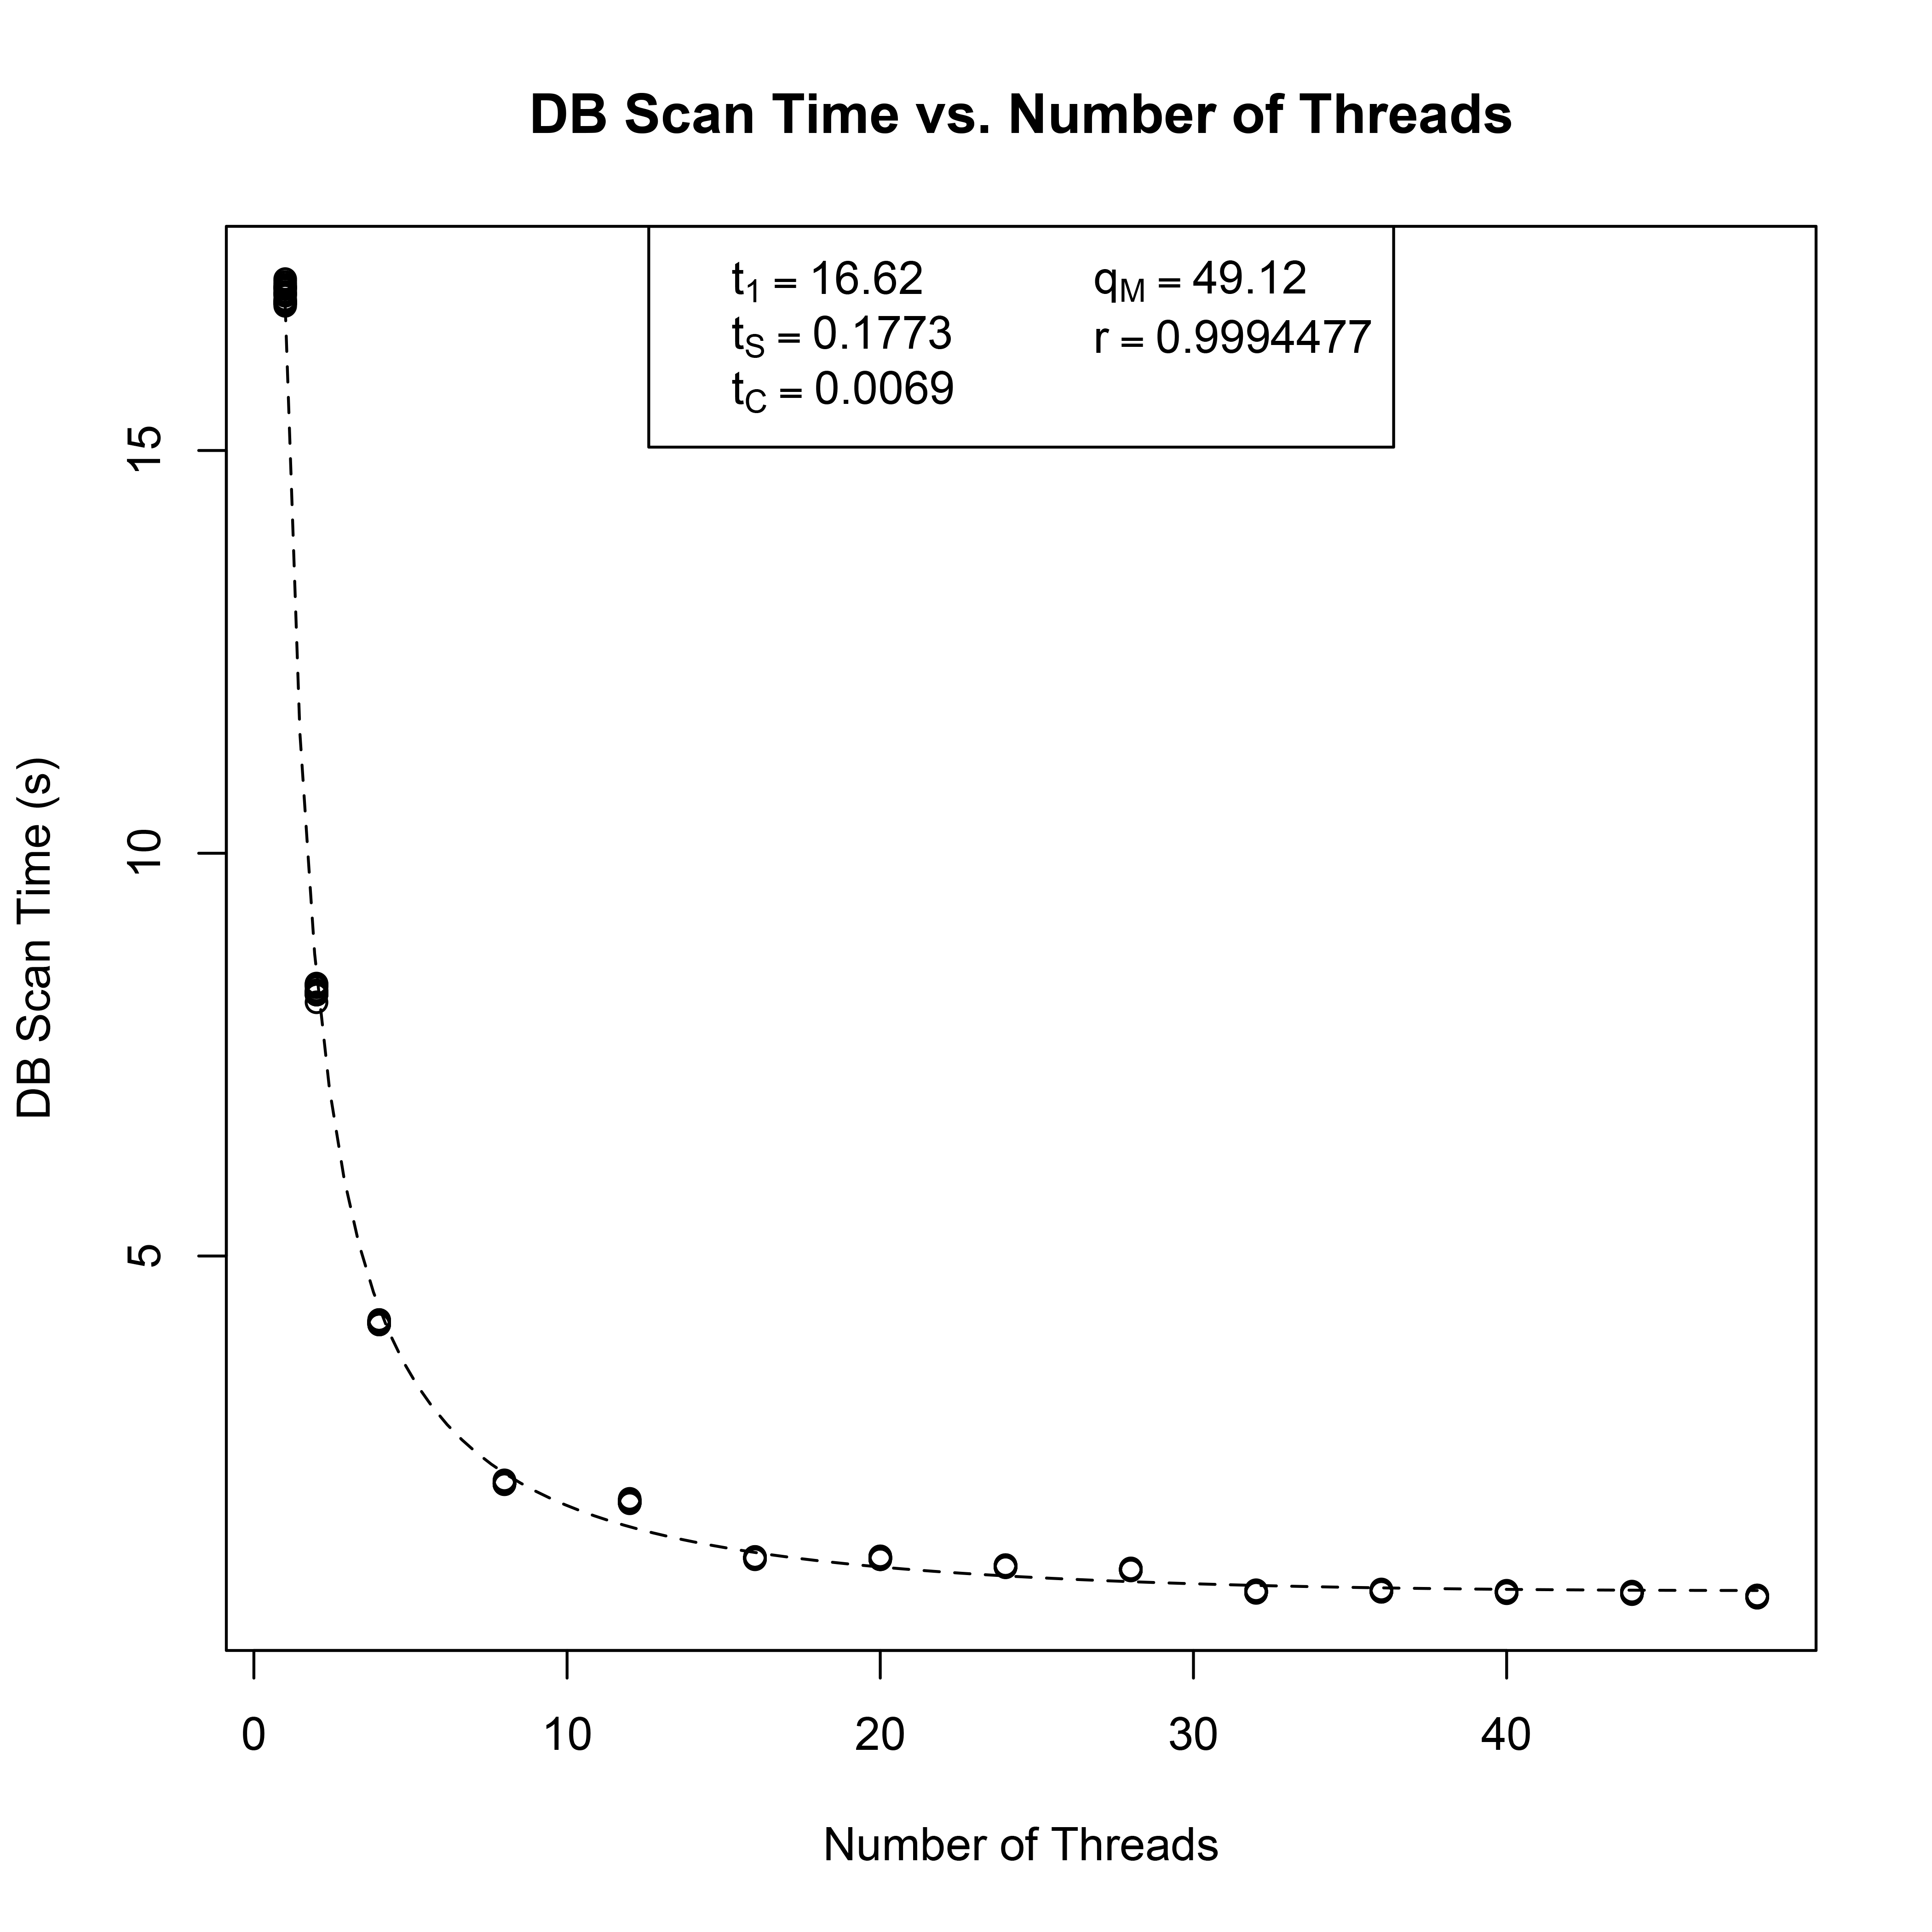 DB Scan Time vs. Number of Threads
t1 = 16.62
tS = 0.1773
tC = 0.0069
qM = 49.12
r = 0.9994477
DB Scan Time (s)
15
10
5
0 10 20 30 40
Number of Threads